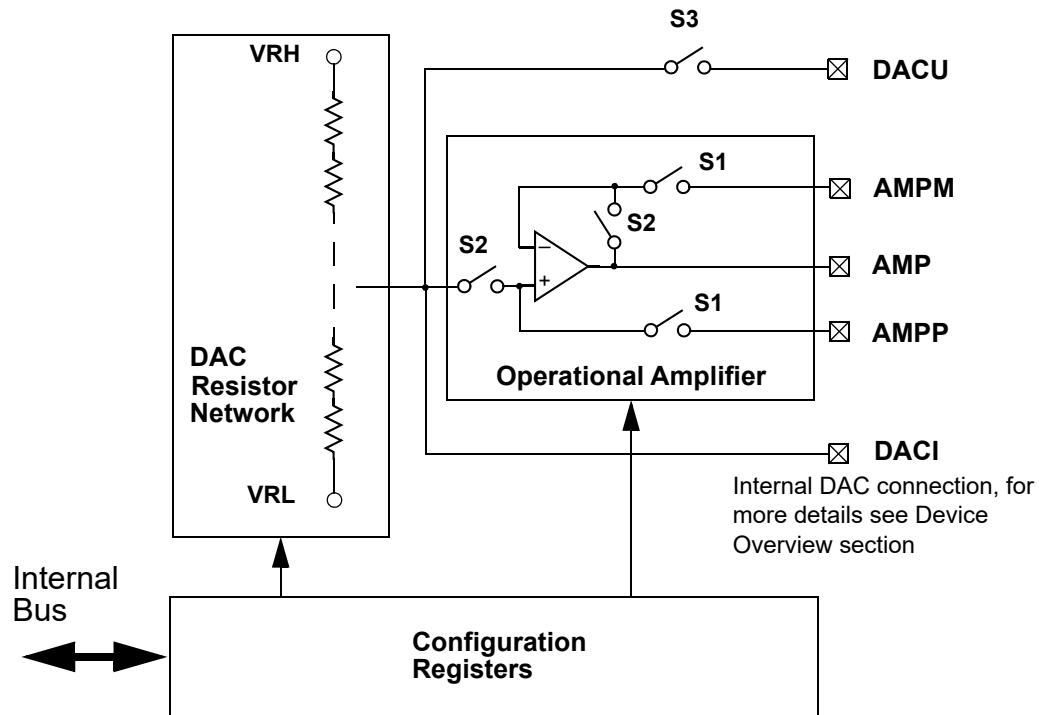 S3
VRH
DACU
S1
AMPM
S2
S2
−
+
AMP
S1
AMPP
DAC
Resistor
Network
Operational Amplifier
DACI
VRL
Internal DAC connection, for
more details see Device
Overview section
Internal
Bus
Configuration
Registers